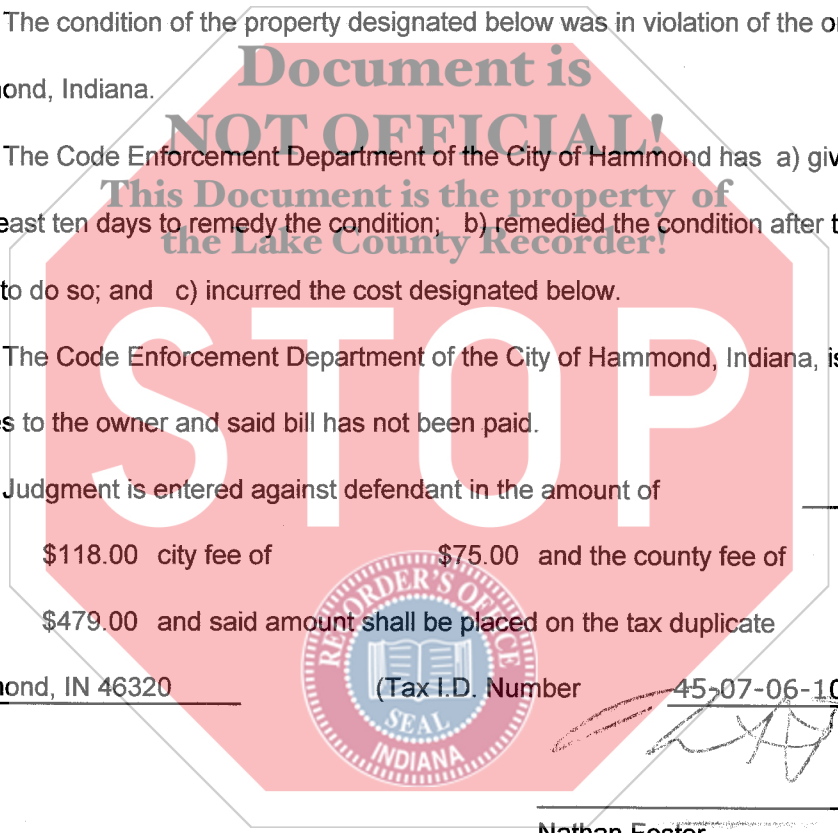 The condition of the property designated below was in violation of the
Document is
ond, Indiana.
NOT OFFICIAL!
The Code Enforcement Department of the City of Hammond has a) giv
This Document is the property of
east ten days to remedy the condition; b) remedied the condition after
the Lake County Recorder!
to do so; and c) incurred the cost designated below.
STOP
The Code Enforcement Department of the City of Hammond, Indiana, is
s to the owner and said bill has not been paid.
Judgment is entered against defendant in the amount of
$118.00 city fee of $75.00 and the county fee of
$479.00 and said amount shall be placed on the tax duplicate
RECORDER'S OFFICE
SEAL
INDIANA
ond, IN 46320 (Tax I.D. Number 45-07-06-10
Nathan Foster